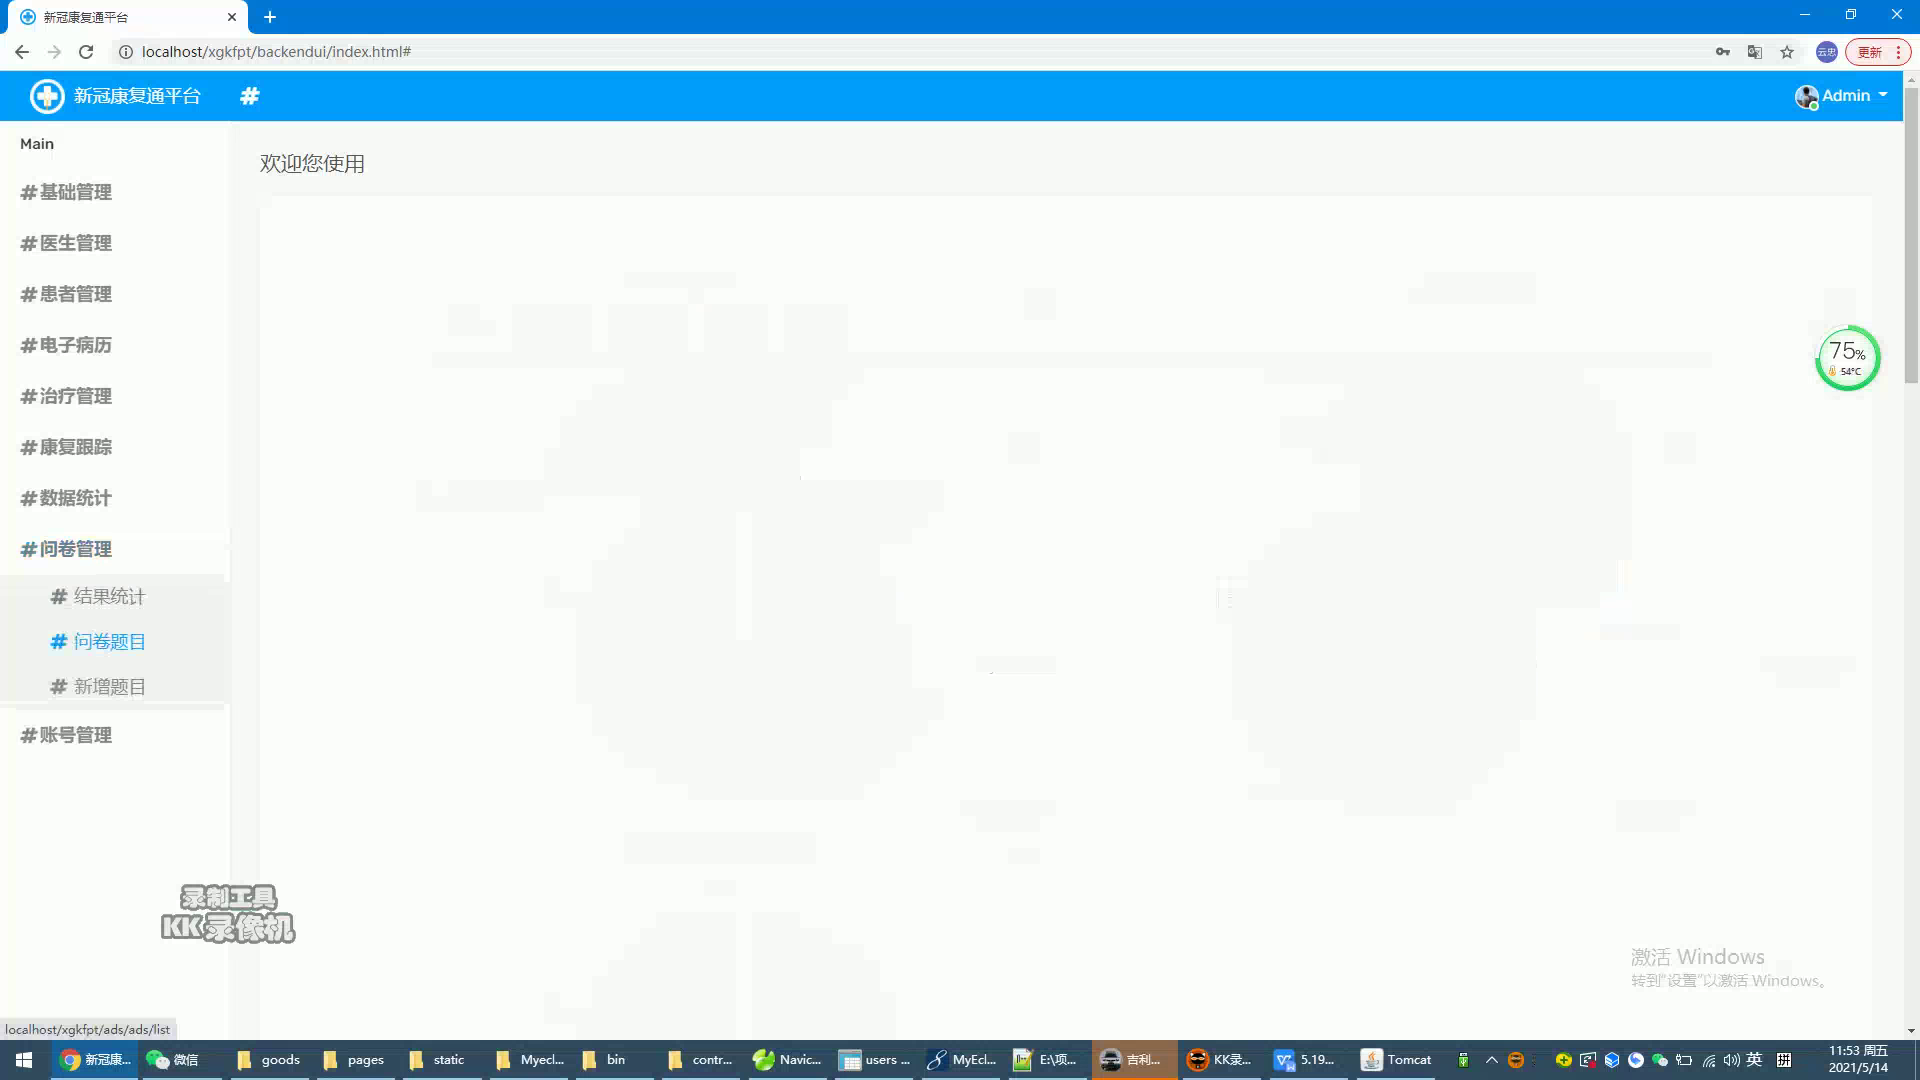 新冠康复通平台
localhost/xgkfpt/backendui/index.html#
云忠
更新
新冠康复通平台 #
Admin
Main
#基础管理
#医生管理
#患者管理
#电子病历
#治疗管理
#康复跟踪
#数据统计
#问卷管理
# 结果统计
# 问卷题目
# 新增题目
#账号管理
欢迎您使用
75%
54°C
录制工具
KK录像机
激活 Windows
转到"设置"以激活 Windows。
localhost/xgkfpt/ads/ads/list
新冠康...
微信
goods
pages
static
Myecl...
bin
contr...
Navic...
users ...
MyEcl...
E:\项...
吉利...
KK录...
5.19...
Tomcat
英
拼
11:53 周五
2021/5/14